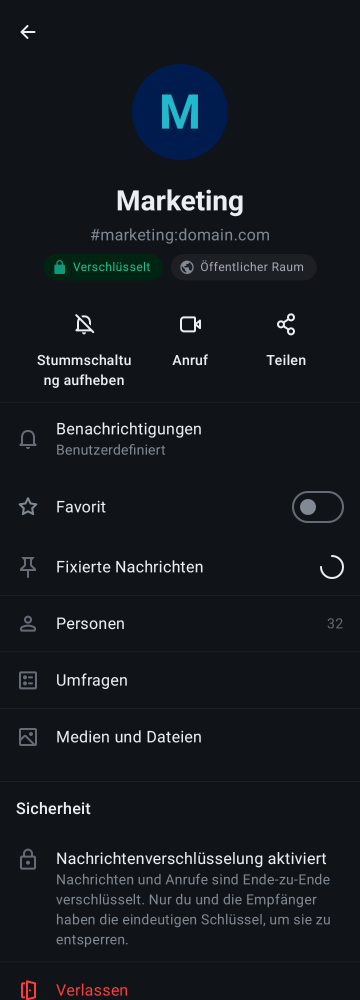 M
Marketing
#marketing:domain.com
Verschlüsselt
Öffentlicher Raum
Stummschaltu
ng aufheben
Anruf
Teilen
Benachrichtigungen
Benutzerdefiniert
Favorit
Fixierte Nachrichten
Personen
32
Umfragen
Medien und Dateien
Sicherheit
Nachrichtenverschlüsselung aktiviert
Nachrichten und Anrufe sind Ende-zu-Ende
verschlüsselt. Nur du und die Empfänger
haben die eindeutigen Schlüssel, um sie zu
entsperren.
Verlassen